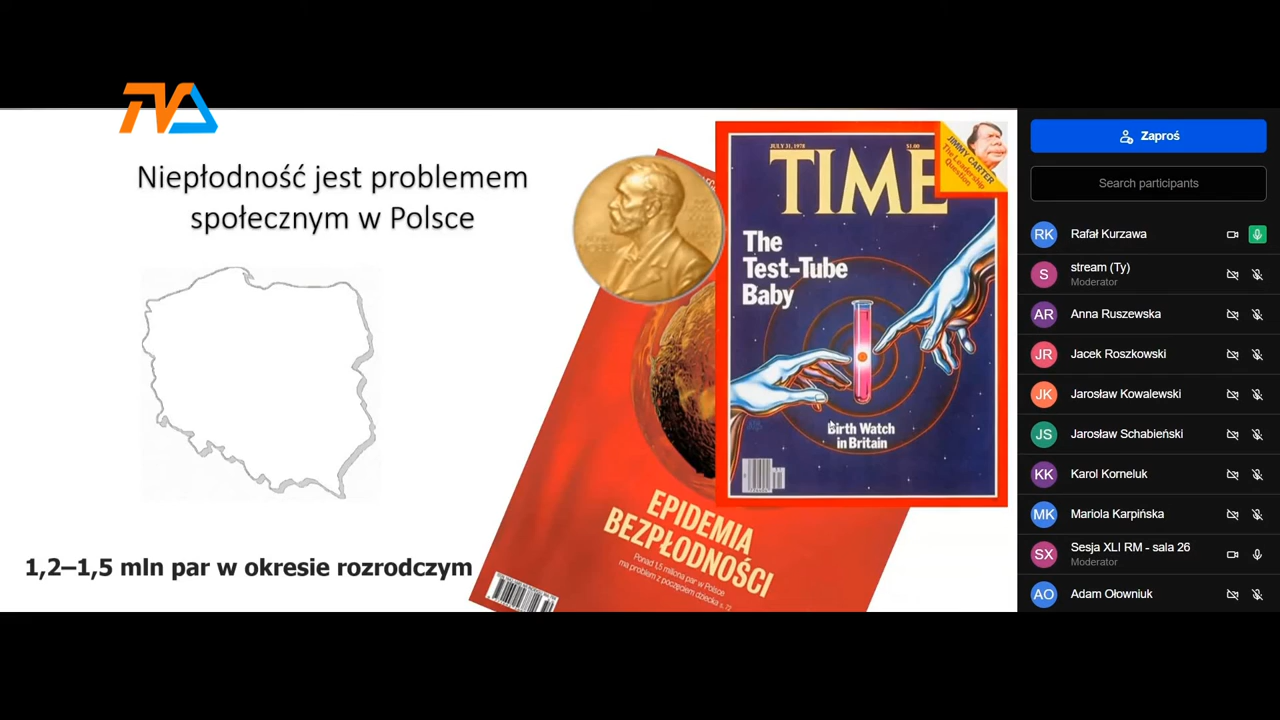 TVA
Niepłodność jest problemem
społecznym w Polsce
1,2–1,5 mln par w okresie rozrodczym
EPIDEMIA
BEZPŁODNOŚCI
Ponad 1,5 miliona par w Polsce
ma problem z poczęciem dziecka s. 72
JULY 31, 1978
$1.00
TIME
JIMMY CARTER
The Leadership
Question
The
Test-Tube
Baby
Birth Watch
in Britain
Zaproś
Search participants
RK
Rafał Kurzawa
S
stream (Ty)
Moderator
AR
Anna Ruszewska
JR
Jacek Roszkowski
JK
Jarosław Kowalewski
JS
Jarosław Schabieński
KK
Karol Korneluk
MK
Mariola Karpińska
SX
Sesja XLI RM - sala 26
Moderator
AO
Adam Ołowniuk